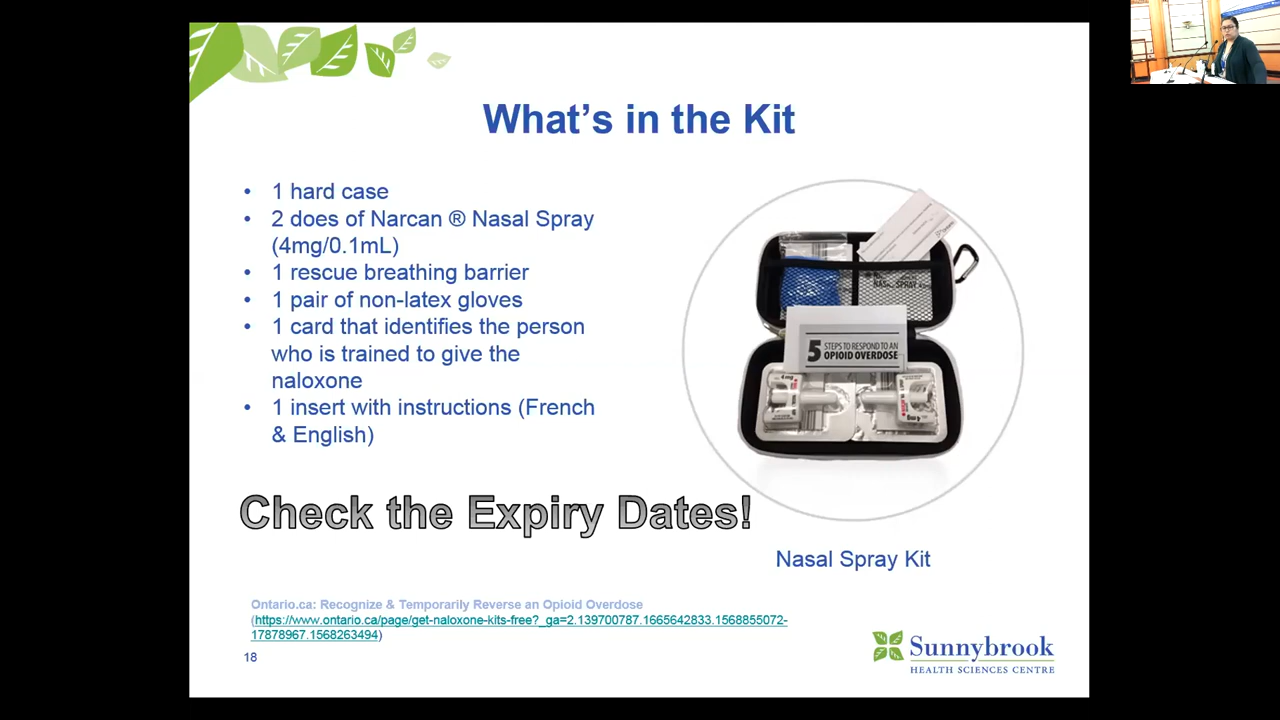 What's in the Kit
• 1 hard case
• 2 does of Narcan ® Nasal Spray
(4mg/0.1mL)
• 1 rescue breathing barrier
• 1 pair of non-latex gloves
• 1 card that identifies the person
who is trained to give the
naloxone
• 1 insert with instructions (French
& English)
NASAL SPRAY
5 STEPS TO RESPOND TO AN
OPIOID OVERDOSE
Check the Expiry Dates!
Nasal Spray Kit
Ontario.ca: Recognize & Temporarily Reverse an Opioid Overdose
(https://www.ontario.ca/page/get-naloxone-kits-free?_ga=2.139700787.1665642833.1568855072-
17878967.1568263494)
18
Sunnybrook
HEALTH SCIENCES CENTRE